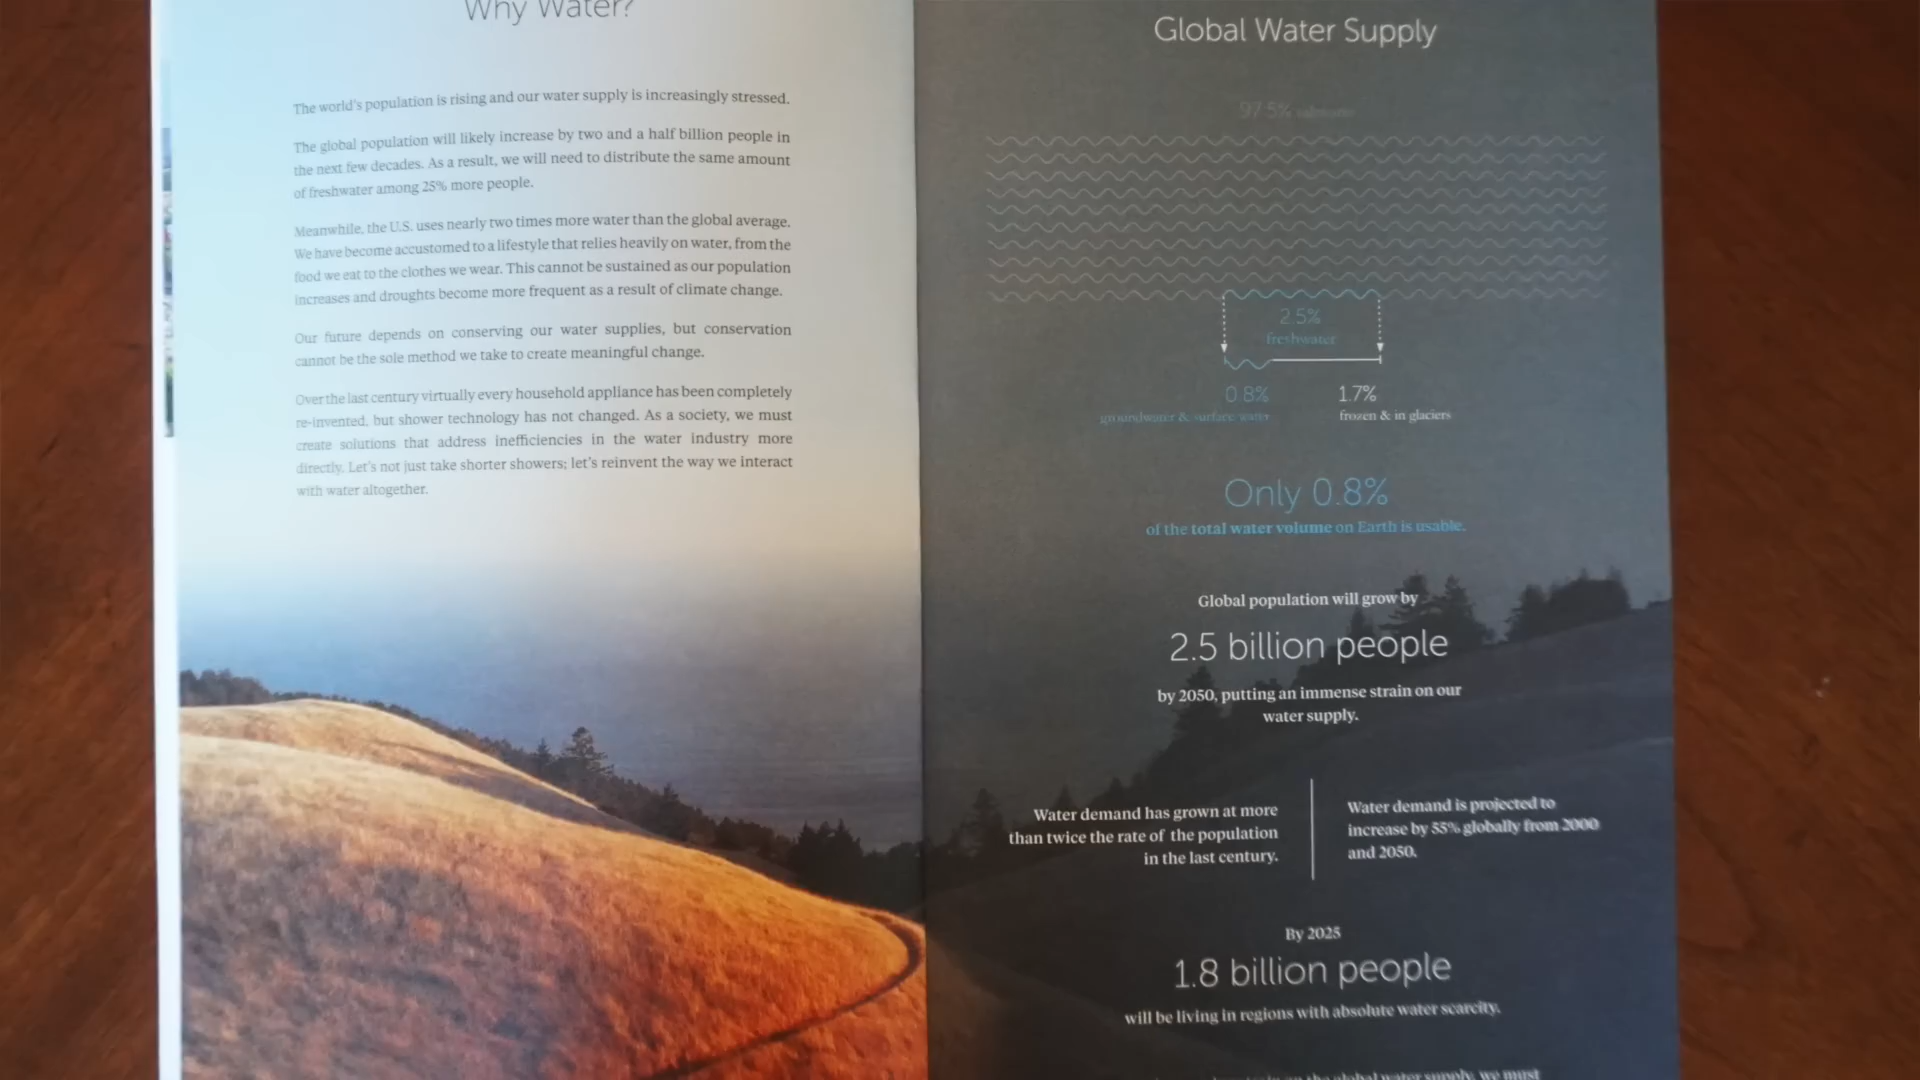 Why Water?
The world's population is rising and our water supply is increasingly stressed.
The global population will likely increase by two and a half billion people in
the next few decades. As a result, we will need to distribute the same amount
of freshwater among 25% more people.
Meanwhile, the U.S. uses nearly two times more water than the global average.
We have become accustomed to a lifestyle that relies heavily on water, from the
food we eat to the clothes we wear. This cannot be sustained as our population
increases and droughts become more frequent as a result of climate change.
Our future depends on conserving our water supplies, but conservation
cannot be the sole method we take to create meaningful change.
Over the last century virtually every household appliance has been completely
re-invented, but shower technology has not changed. As a society, we must
create solutions that address inefficiencies in the water industry more
directly. Let's not just take shorter showers; let's reinvent the way we interact
with water altogether.
Global Water Supply
97.5%
2.5%
freshwater
0.8%
groundwater & surface water
1.7%
frozen & in glaciers
Only 0.8%
of the total water volume on Earth is usable.
Global population will grow by
2.5 billion people
by 2050, putting an immense strain on our
water supply.
Water demand has grown at more
than twice the rate of the population
in the last century.
Water demand is projected to
increase by 55% globally from 2000
and 2050.
By 2025
1.8 billion people
will be living in regions with absolute water scarcity.
the global water supply, we must